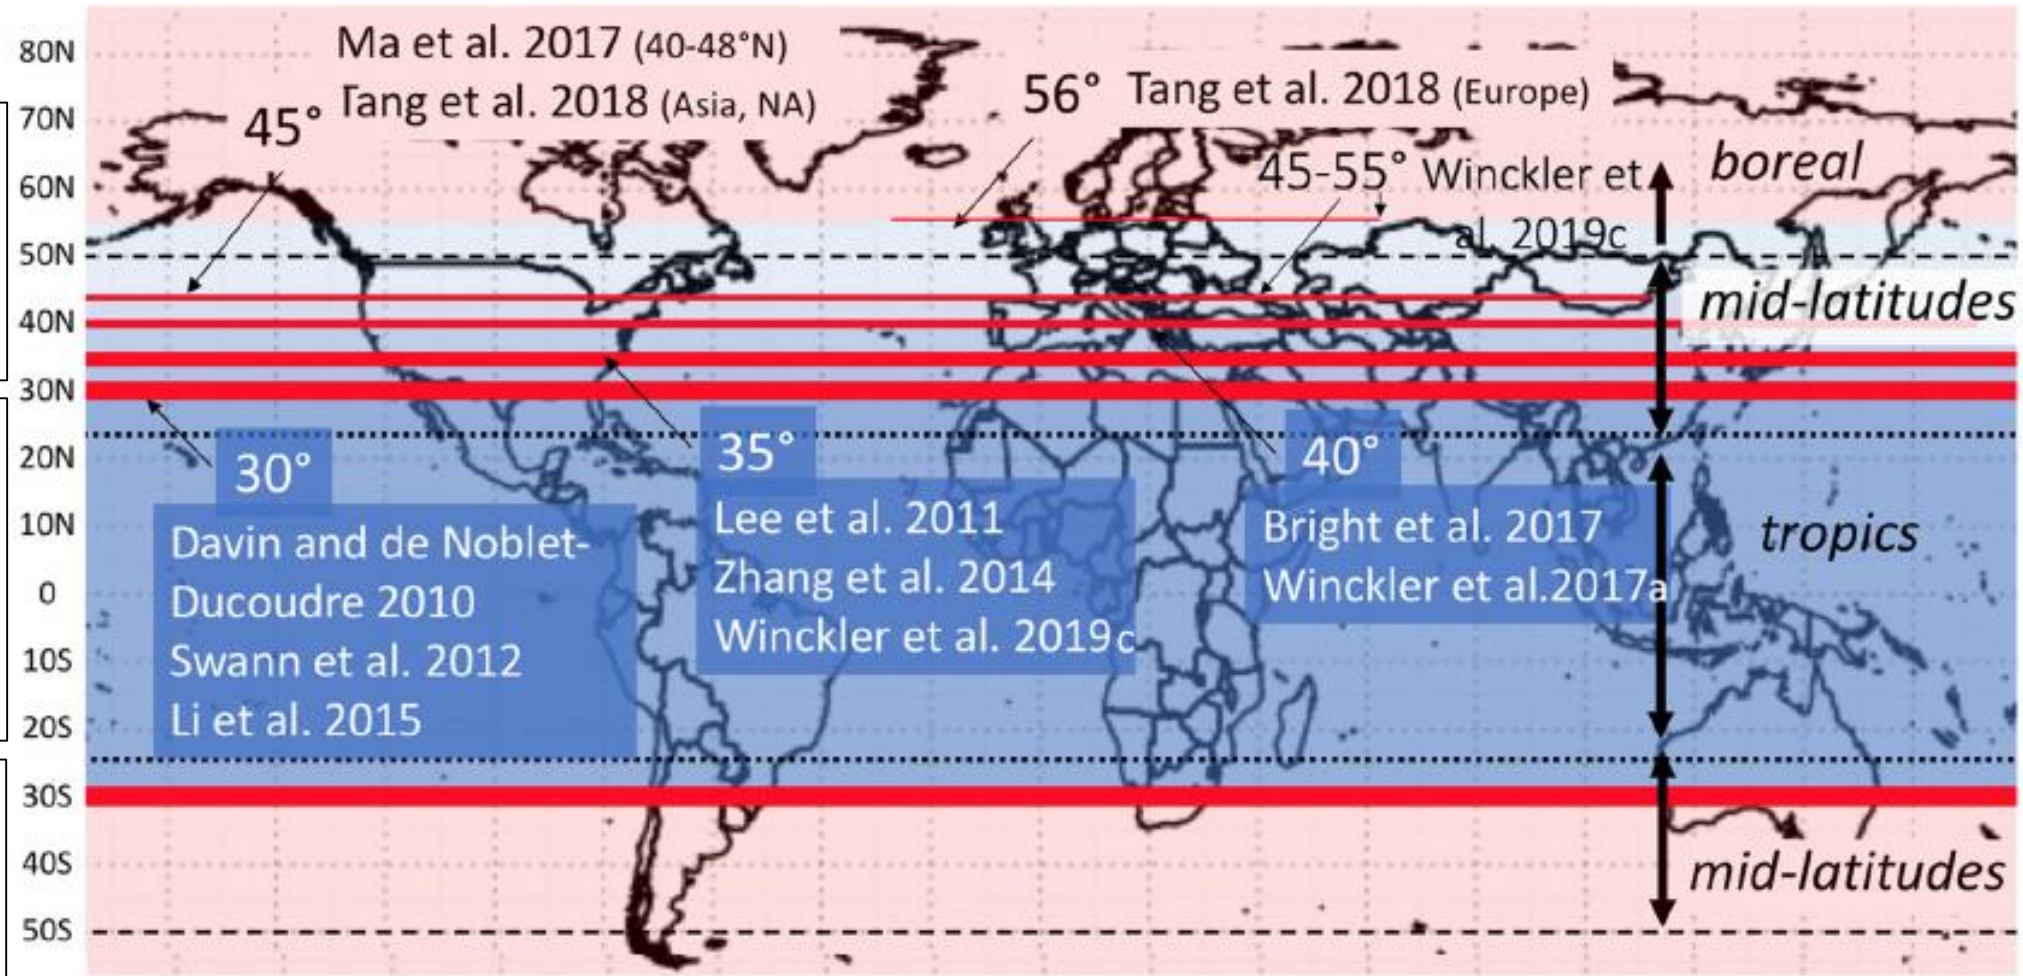 80N
70N
60N
50N
40N
30N
20N
10N
0
10S
20S
30S
40S
50S
Ma et al. 2017 (40-48°N)
45° Tang et al. 2018 (Asia, NA)
56° Tang et al. 2018 (Europe)
45-55° Winckler et
al. 2019c
boreal
mid-latitudes
tropics
mid-latitudes
30°
Davin and de Noblet-
Ducoudre 2010
Swann et al. 2012
Li et al. 2015
35°
Lee et al. 2011
Zhang et al. 2014
Winckler et al. 2019c
40°
Bright et al. 2017
Winckler et al.2017a